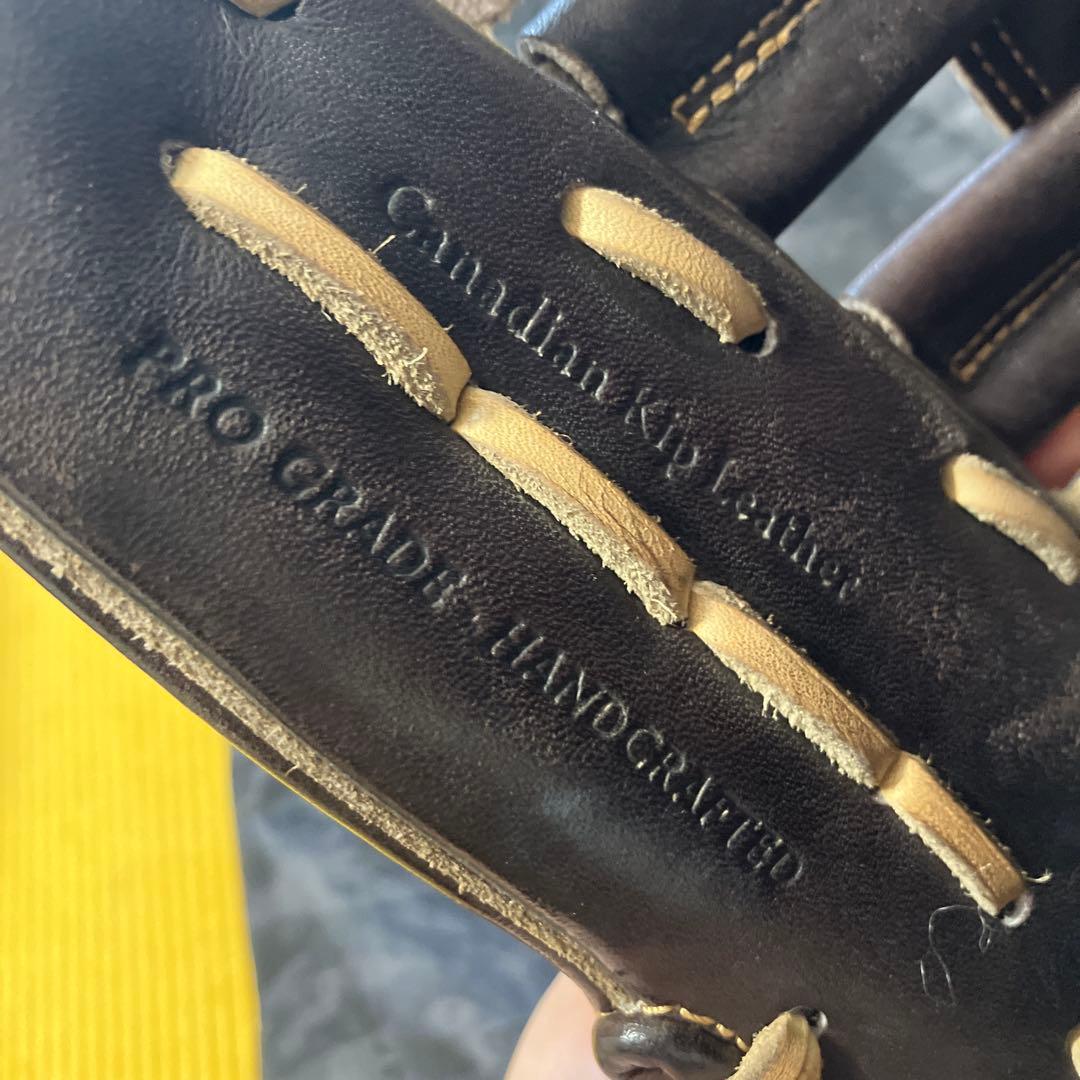 Canadian Kip Leather
PRO GRADE • HANDCRAFTED